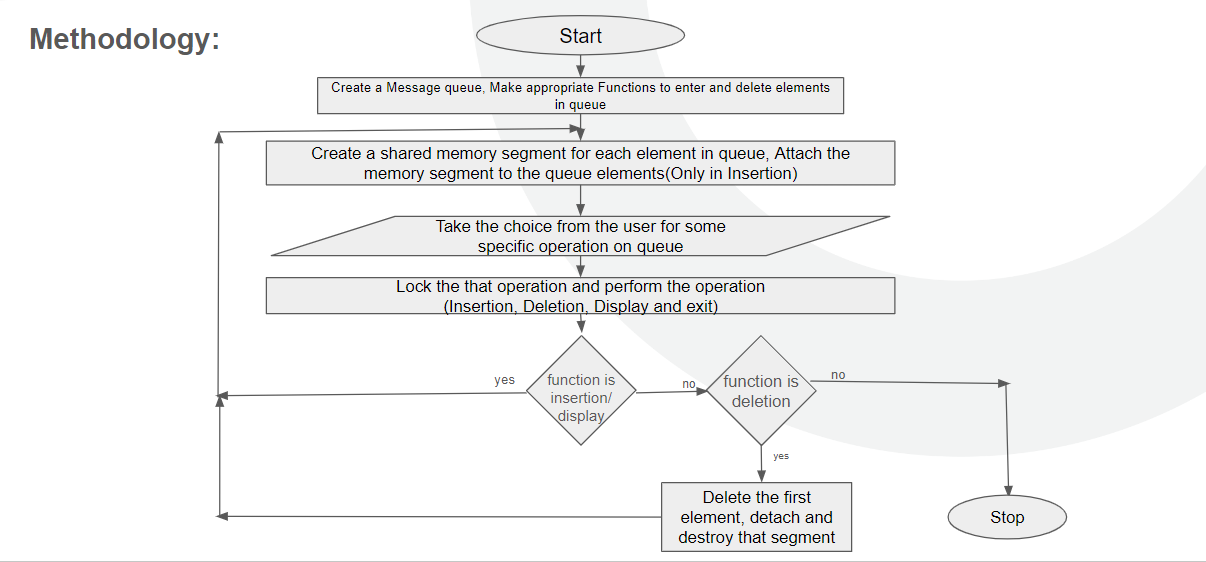 Methodology:
Start
Create a Message queue, Make appropriate Functions to enter and delete elements
in queue
Create a shared memory segment for each element in queue, Attach the
memory segment to the queue elements(Only in Insertion)
Take the choice from the user for some
specific operation on queue
Lock the that operation and perform the operation
(Insertion, Deletion, Display and exit)
yes
function is
insertion/
display
no
function is
deletion
no
yes
Delete the first
element, detach and
destroy that segment
Stop